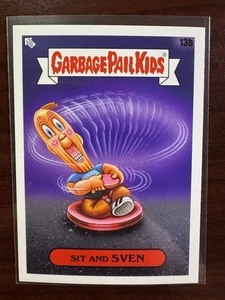 13b
GARBAGE PAIL KIDS
SIT AND SVEN